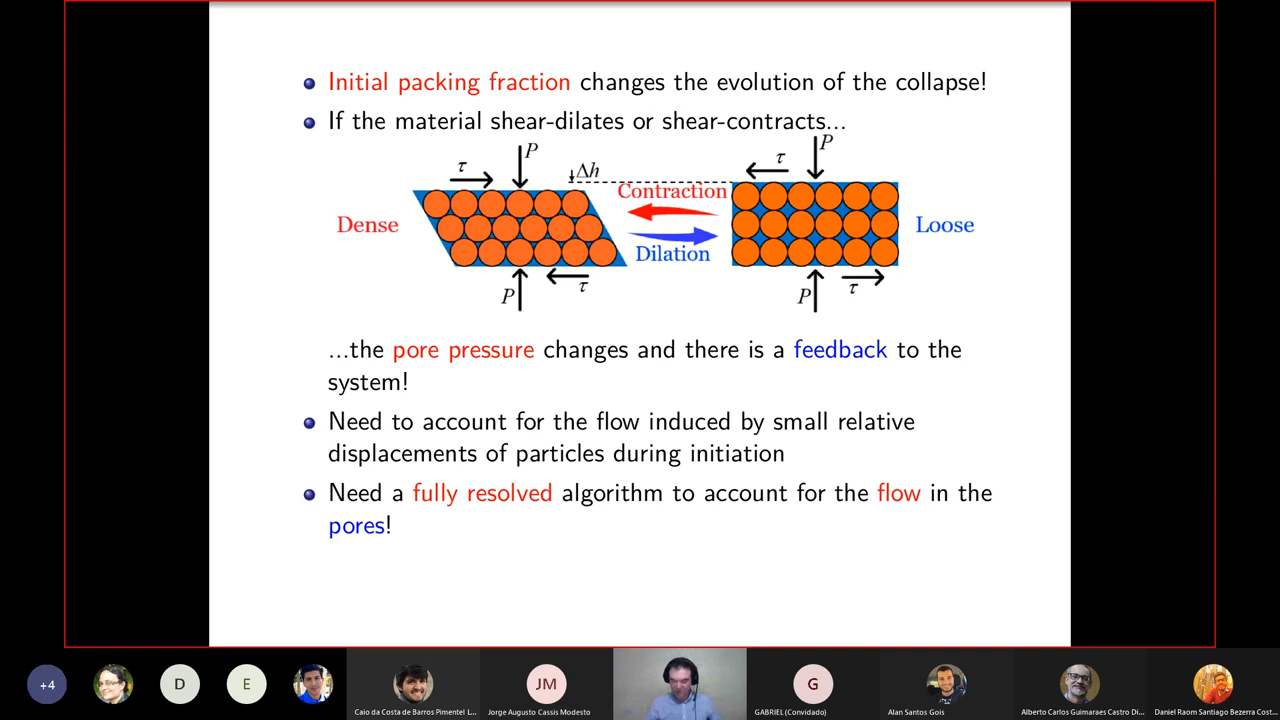 Initial packing fraction changes the evolution of the collapse!
If the material shear-dilates or shear-contracts...
τ
P
Δh
τ
P
Contraction
Dense
Loose
Dilation
P
τ
P
τ
...the pore pressure changes and there is a feedback to the
system!
Need to account for the flow induced by small relative
displacements of particles during initiation
Need a fully resolved algorithm to account for the flow in the
pores!
+4
D
E
JM
G
Caio da Costa de Barros Pimentel L...
Jorge Augusto Cassis Modesto
GABRIEL (Convidado)
Alan Santos Gois
Alberto Carlos Guimaraes Castro Di...
Daniel Raom Santiago Bezerra Cost...